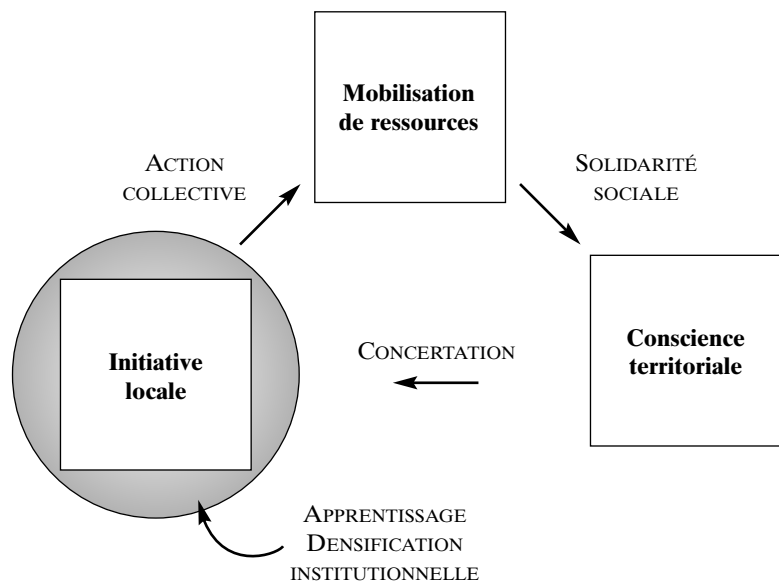 Mobilisation
de ressources
ACTION
COLLECTIVE
SOLIDARITÉ
SOCIALE
Initiative
locale
CONCERTATION
Conscience
territoriale
APPRENTISSAGE
DENSIFICATION
INSTITUTIONNELLE